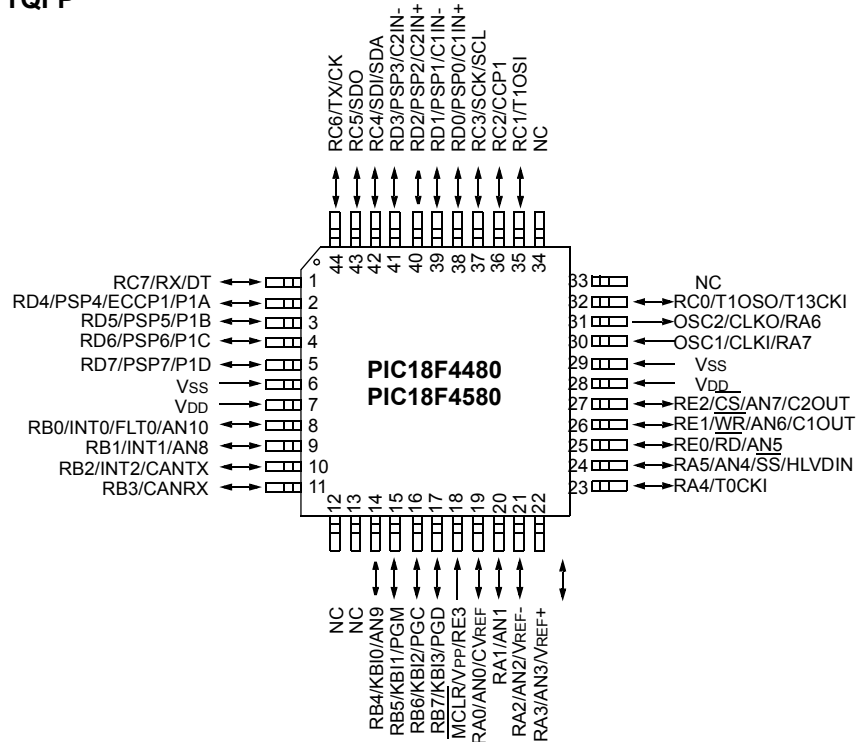 RC6/TX/CK
RC5/SDO
RC4/SDI/SDA
RD3/PSP3/C2IN-
RD2/PSP2/C2IN+
RD1/PSP1/C1IN-
RD0/PSP0/C1IN+
RC3/SCK/SCL
RC2/CCP1
RC1/T1OSI
NC
44
43
42
41
40
39
38
37
36
35
34
RC7/RX/DT
RD4/PSP4/ECCP1/P1A
RD5/PSP5/P1B
RD6/PSP6/P1C
RD7/PSP7/P1D
VSS
VDD
RB0/INT0/FLT0/AN10
RB1/INT1/AN8
RB2/INT2/CANTX
RB3/CANRX
1
2
3
4
5
6
7
8
9
10
11
PIC18F4480
PIC18F4580
33
32
31
30
29
28
27
26
25
24
23
NC
RC0/T1OSO/T13CKI
OSC2/CLKO/RA6
OSC1/CLKI/RA7
VSS
VDD
RE2/CS/AN7/C2OUT
RE1/WR/AN6/C1OUT
RE0/RD/AN5
RA5/AN4/SS/HLVDIN
RA4/T0CKI
12
13
14
15
16
17
18
19
20
21
22
NC
NC
RB4/KBI0/AN9
RB5/KBI1/PGM
RB6/KBI2/PGC
RB7/KBI3/PGD
MCLR/VPP/RE3
RA0/AN0/CVREF
RA1/AN1
RA2/AN2/VREF-
RA3/AN3/VREF+